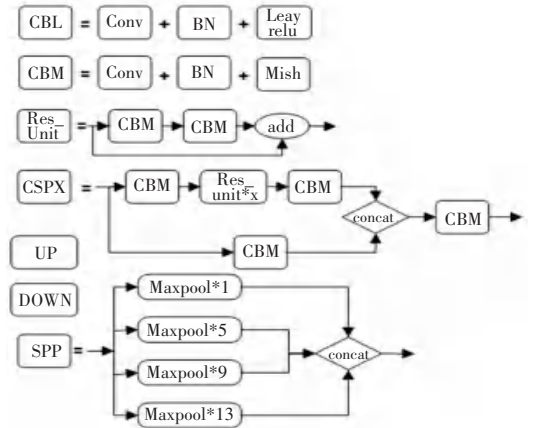 CBL = Conv + BN + Leay relu
CBM = Conv + BN + Mish
Res_ Unit = CBM CBM add
CSPX = CBM Res_ unit*x CBM
concat CBM
CBM
UP
DOWN
Maxpool*1
Maxpool*5
SPP = concat
Maxpool*9
Maxpool*13